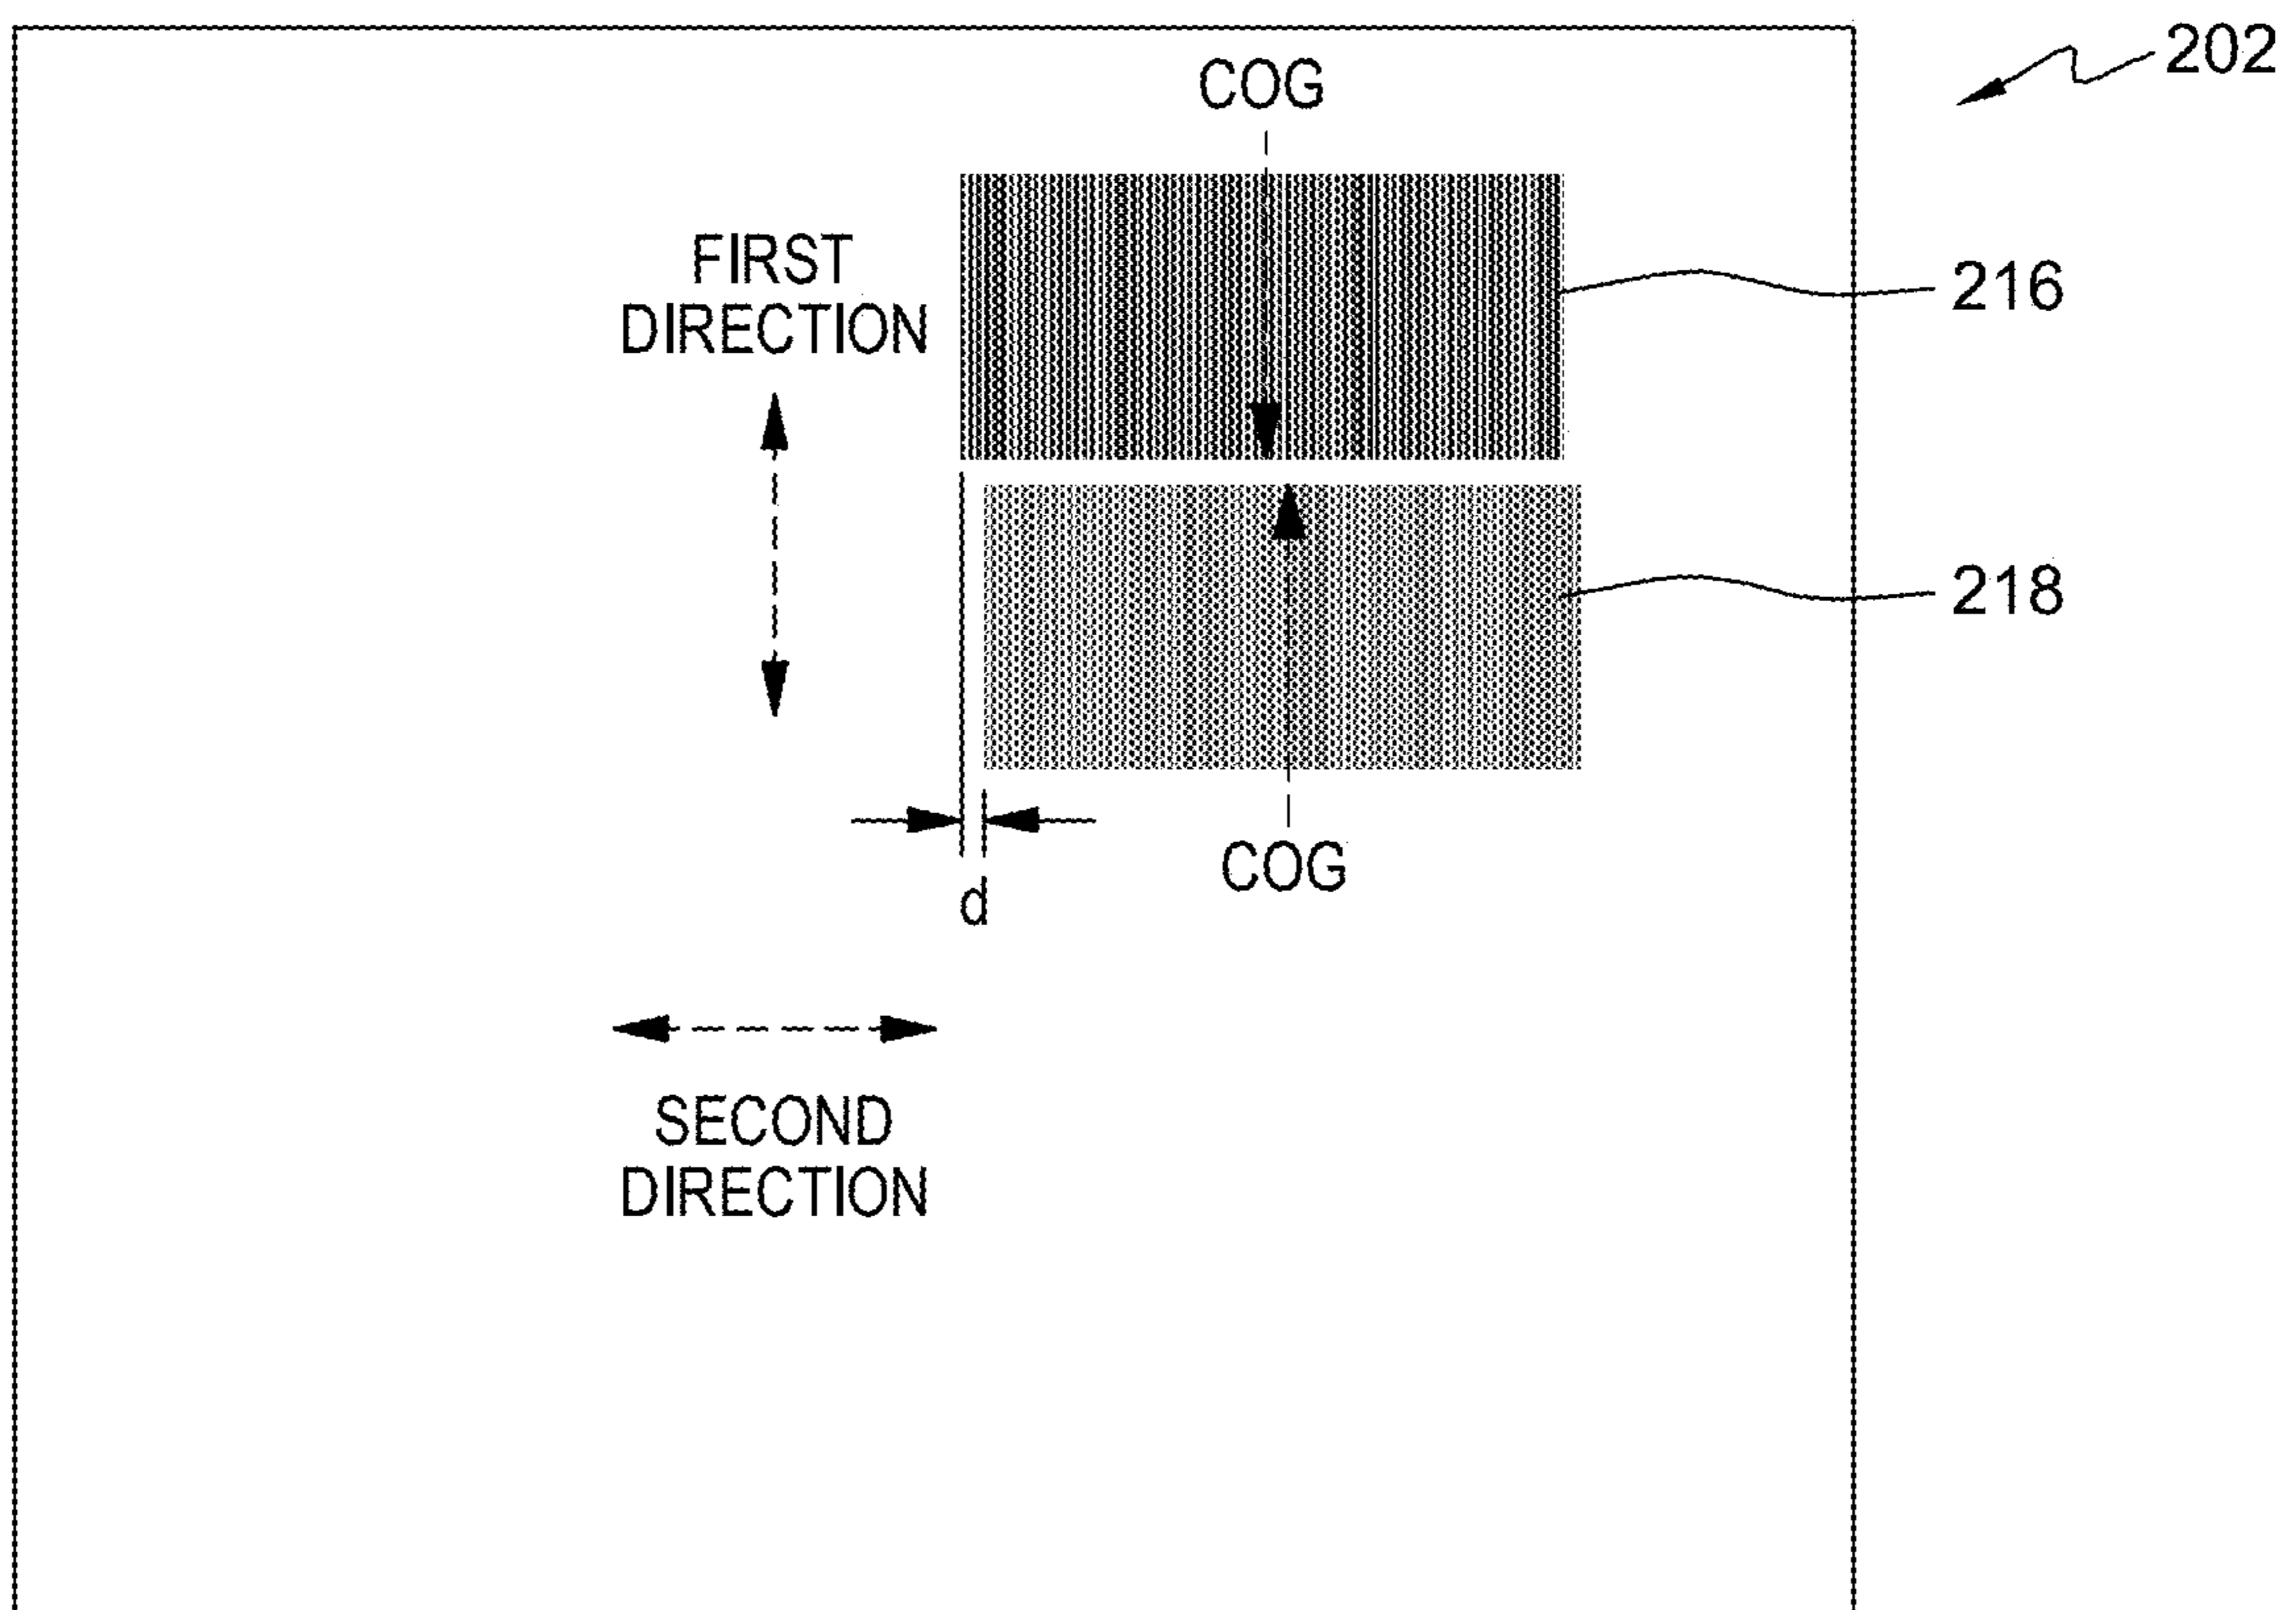 202
COG
FIRST
DIRECTION
216
218
COG
d
SECOND
DIRECTION